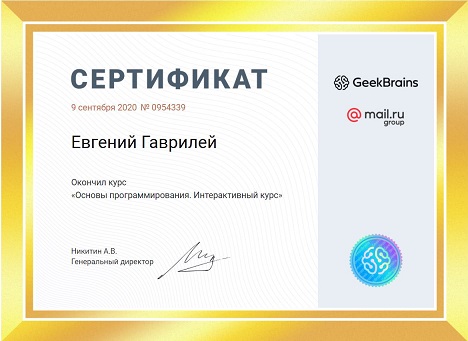 СЕРТИФИКАТ
9 сентября 2020 № 0954339
Евгений Гаврилей
Окончил курс
«Основы программирования. Интерактивный курс»
Никитин А.В.
Генеральный директор
GeekBrains
@mail.ru
group